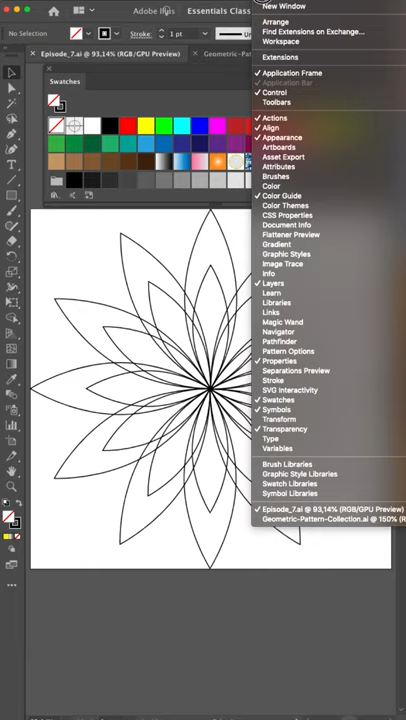 New Window
Adobe Illus
Essentials Class
No Selection
Stroke:
1 pt
Arrange
Find Extensions on Exchange...
Workspace
Episode_7.ai @ 93,14% (RGB/GPU Preview)
Geometric-Patt
Extensions
Swatches
Application Frame
Application Bar
Control
Toolbars
Actions
Align
Appearance
Artboards
Asset Export
Attributes
Brushes
Color
Color Guide
Color Themes
CSS Properties
Document Info
Flattener Preview
Gradient
Graphic Styles
Image Trace
Info
Layers
Learn
Libraries
Links
Magic Wand
Navigator
Pathfinder
Pattern Options
Properties
Separations Preview
Stroke
SVG Interactivity
Swatches
Symbols
Transform
Transparency
Type
Variables
Brush Libraries
Graphic Style Libraries
Swatch Libraries
Symbol Libraries
Episode_7.ai @ 93,14% (RGB/GPU Preview)
Geometric-Pattern-Collection.ai @ 150% (R